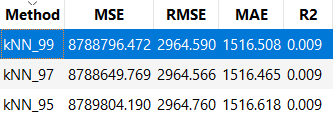 Method MSE RMSE MAE R2
kNN_99 8788796.472 2964.590 1516.508 0.009
kNN_97 8788649.769 2964.566 1516.465 0.009
kNN_95 8789804.190 2964.760 1516.618 0.009